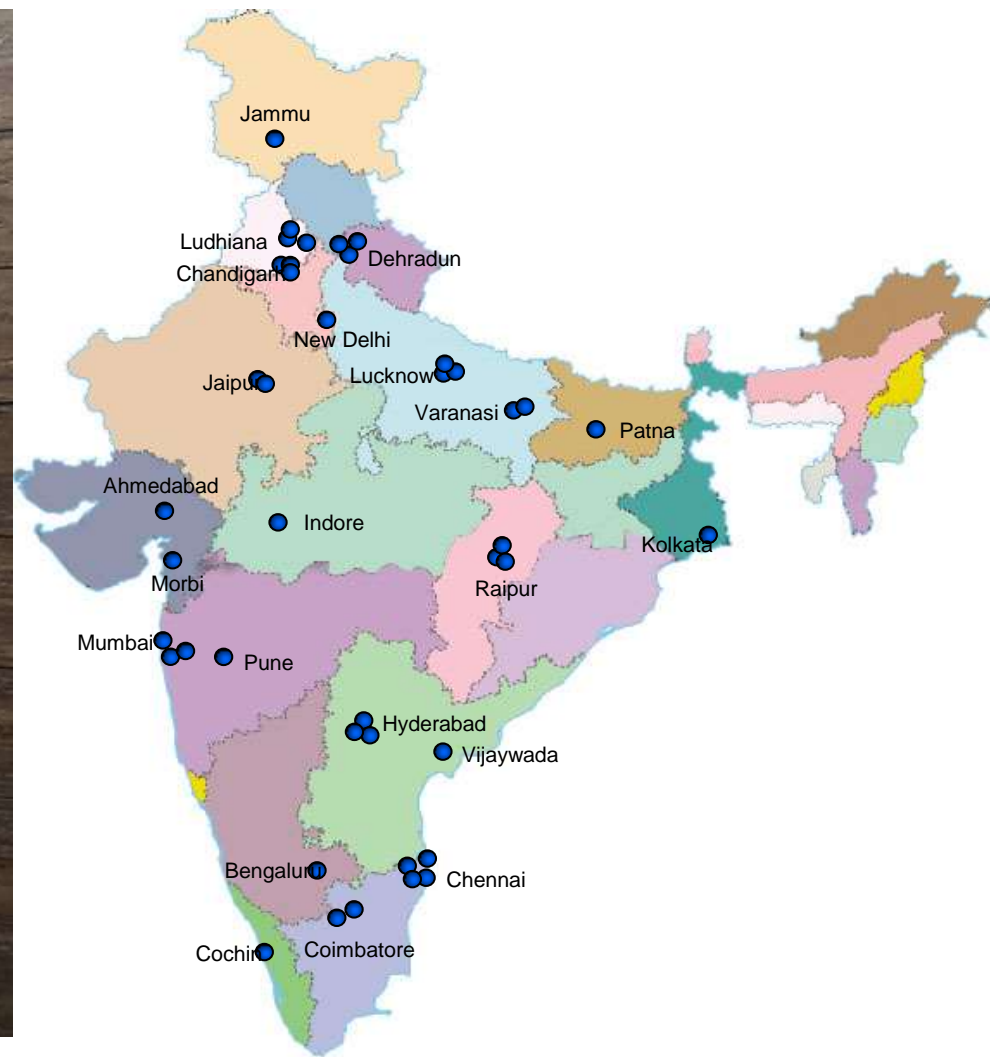 Jammu
Ludhiana
Dehradun
Chandigarh
New Delhi
Jaipur
Lucknow
Varanasi
Patna
Ahmedabad
Indore
Kolkata
Morbi
Raipur
Mumbai
Pune
Hyderabad
Vijaywada
Bengaluru
Chennai
Coimbatore
Cochin